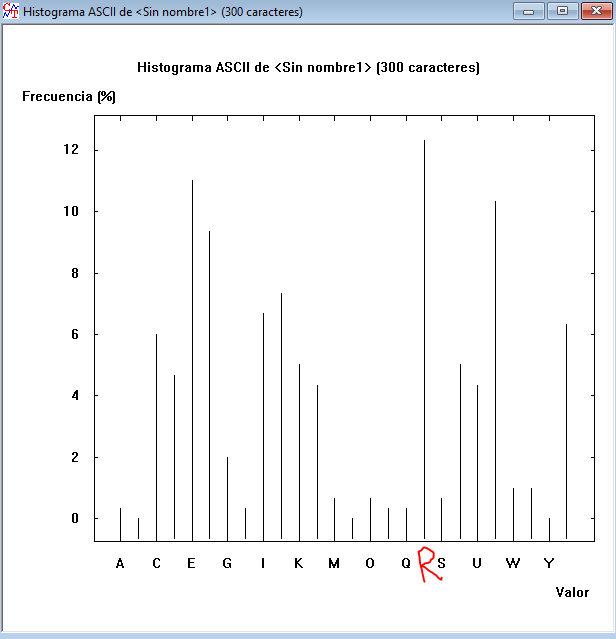 Histograma ASCII de <Sin nombre1> (300 caracteres)
Histograma ASCII de <Sin nombre1> (300 caracteres)
Frecuencia (%)
12
10
8
6
4
2
0
A C E G I K M O Q R S U W Y
Valor